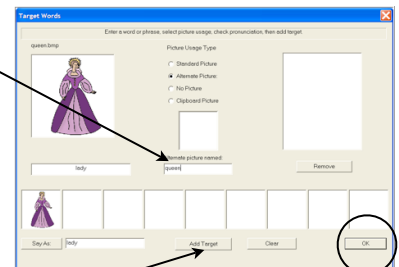 Target Words
Enter a word or phrase, select picture usage, check pronunciation, then add target
queen.bmp
Picture Usage Type
Standard Picture
Alternate Picture:
No Picture
Clipboard Picture
Alternate picture named:
lady
queen
Remove
Say As:
lady
Add Target
Clear
OK